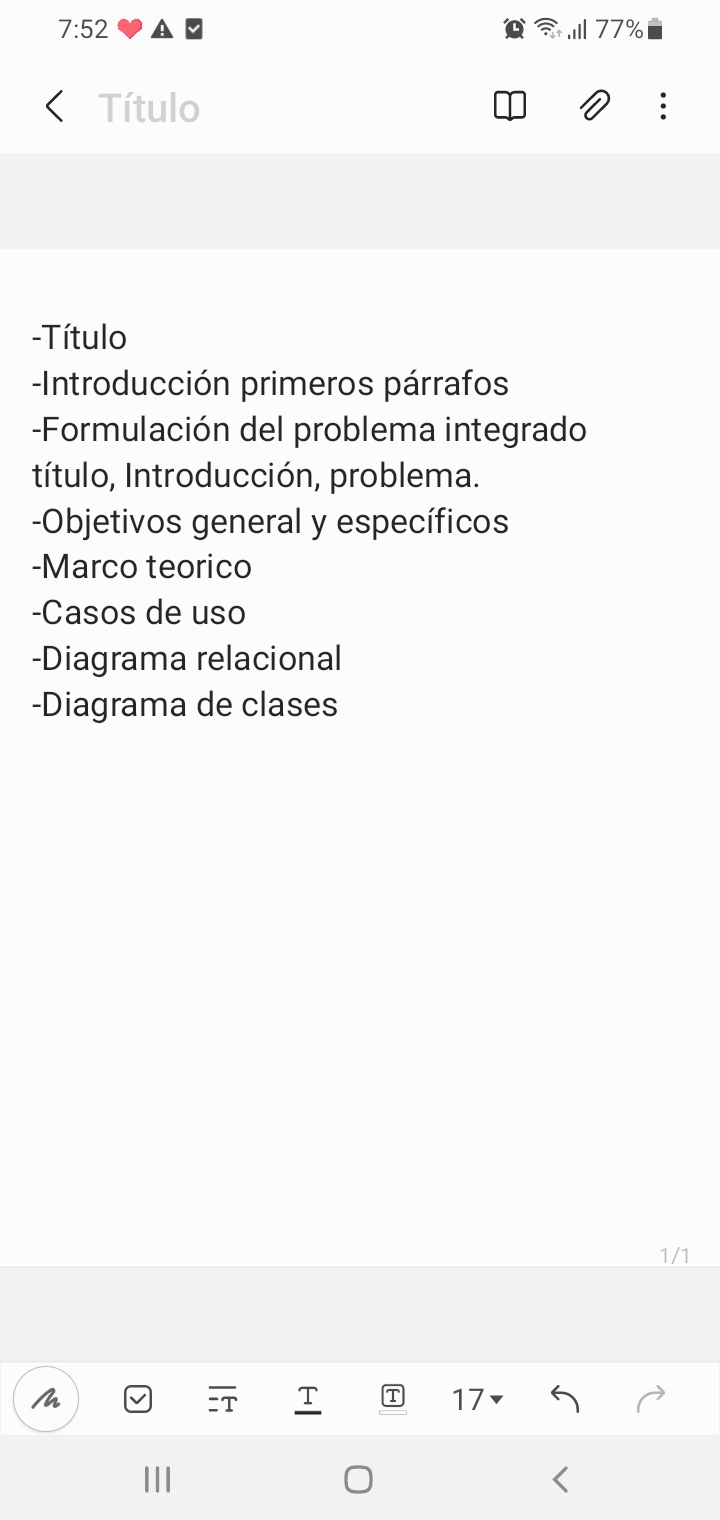 7:52
77%
Título
-Título
-Introducción primeros párrafos
-Formulación del problema integrado
título, Introducción, problema.
-Objetivos general y específicos
-Marco teorico
-Casos de uso
-Diagrama relacional
-Diagrama de clases
1/1
17